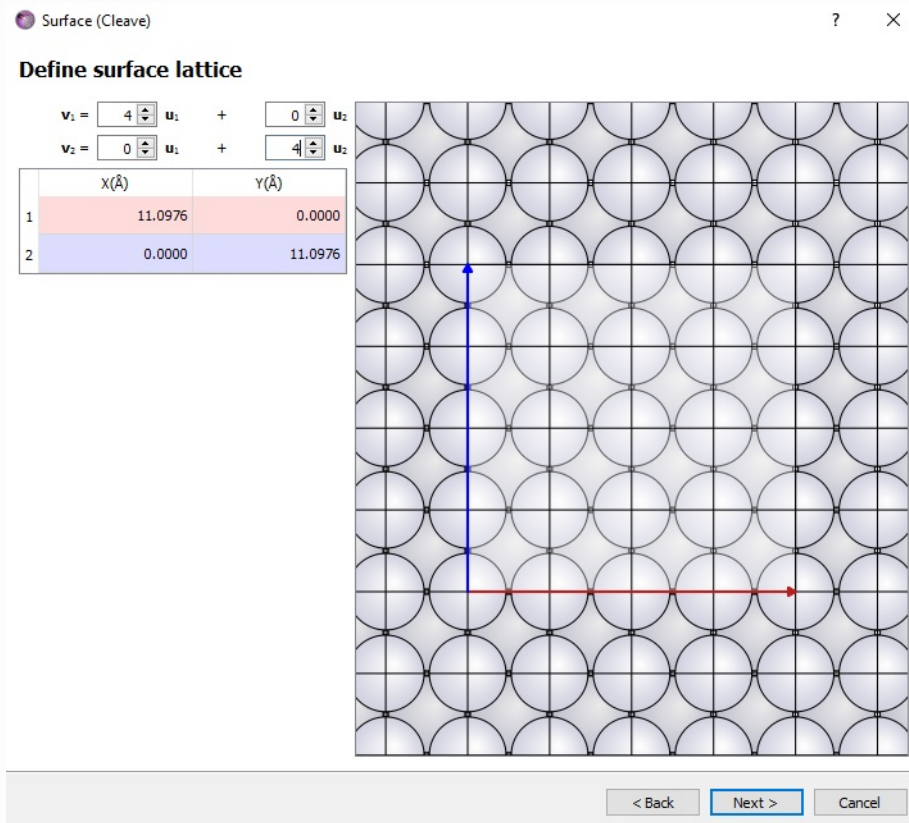 Surface (Cleave) ? ×
Define surface lattice
v₁ = 4 u₁ + 0 u₂
v₂ = 0 u₁ + 4 u₂
X(Å) Y(Å)
1 11.0976 0.0000
2 0.0000 11.0976
< Back Next > Cancel